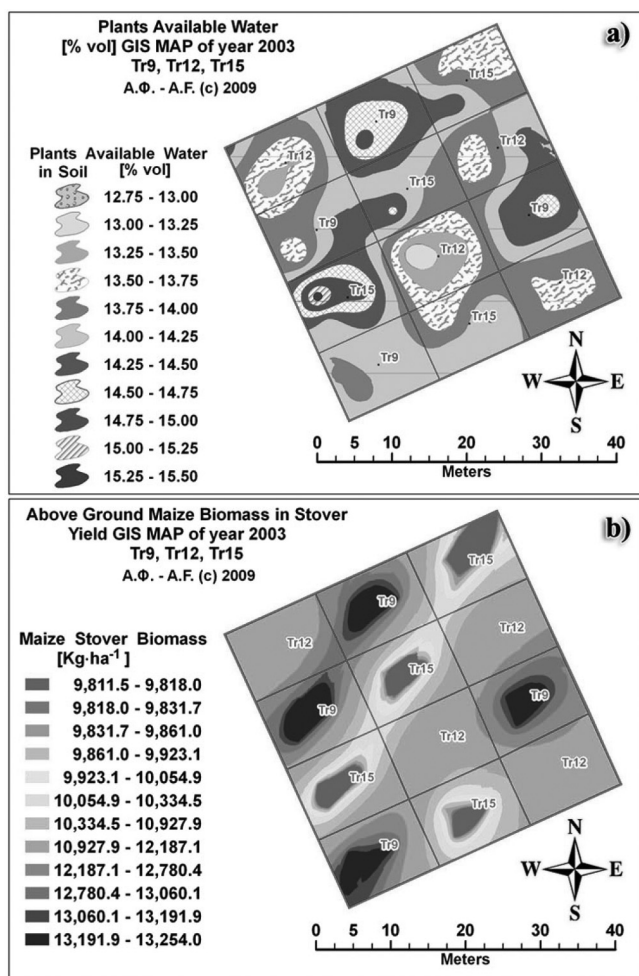 Plants Available Water
[% vol] GIS MAP of year 2003
Tr9, Tr12, Tr15
Α.Φ. - A.F. (c) 2009
a)
Plants Available Water
in Soil [% vol]
12.75 - 13.00
13.00 - 13.25
13.25 - 13.50
13.50 - 13.75
13.75 - 14.00
14.00 - 14.25
14.25 - 14.50
14.50 - 14.75
14.75 - 15.00
15.00 - 15.25
15.25 - 15.50
Tr15
Tr9
Tr12
Tr12
Tr15
Tr9
Tr9
Tr12
Tr12
Tr15
Tr15
Tr9
N
W E
S
0 5 10 20 30 40
Meters
Above Ground Maize Biomass in Stover
Yield GIS MAP of year 2003
Tr9, Tr12, Tr15
Α.Φ. - A.F. (c) 2009
b)
Maize Stover Biomass
[Kg·ha⁻¹ ]
9,811.5 - 9,818.0
9,818.0 - 9,831.7
9,831.7 - 9,861.0
9,861.0 - 9,923.1
9,923.1 - 10,054.9
10,054.9 - 10,334.5
10,334.5 - 10,927.9
10,927.9 - 12,187.1
12,187.1 - 12,780.4
12,780.4 - 13,060.1
13,060.1 - 13,191.9
13,191.9 - 13,254.0
Tr15
Tr9
Tr12
Tr12
Tr15
Tr9
Tr9
Tr12
Tr12
Tr15
Tr15
Tr9
N
W E
S
0 5 10 20 30 40
Meters